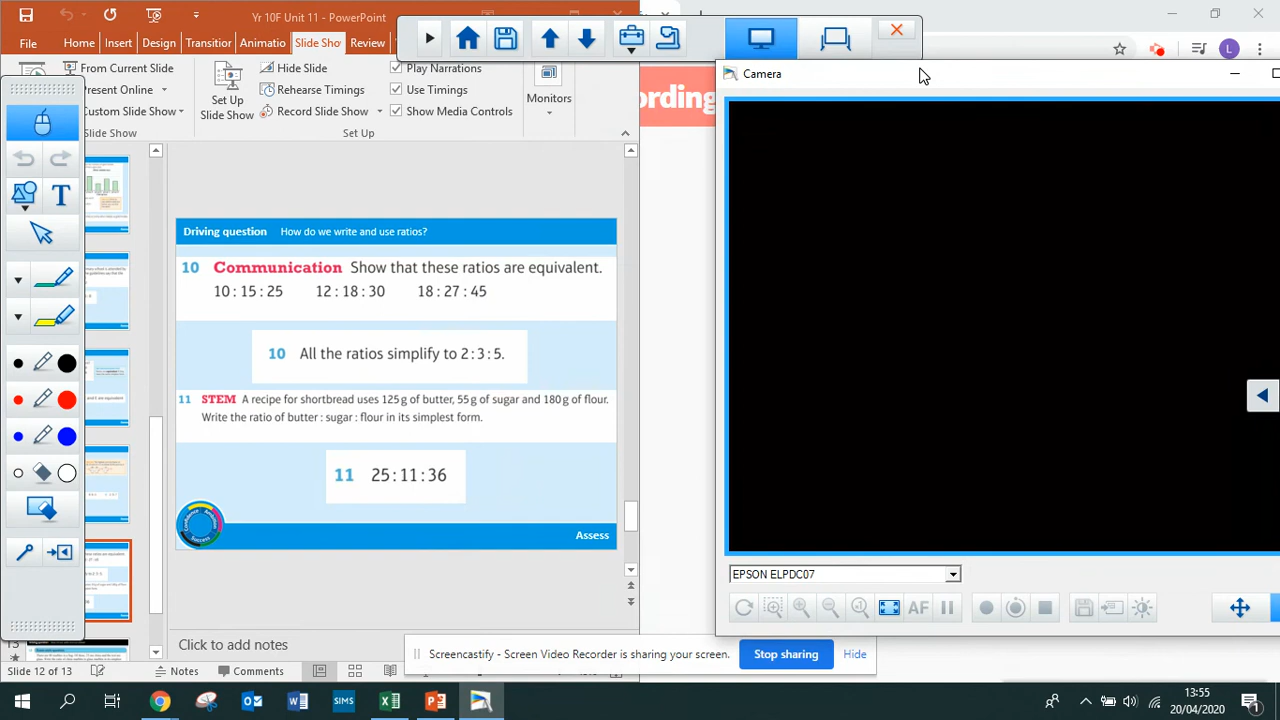 Yr 10F Unit 11 - PowerPoint
File Home Insert Design Transition Animatio Slide Sho Review
From Current Slide
Present Online
Custom Slide Show
Slide Show
Set Up
Slide Show
Hide Slide
Rehearse Timings
Record Slide Show
Play Narrations
Use Timings
Show Media Controls
Set Up
Monitors
L
ording
Camera
T
Driving question How do we write and use ratios?
10 Communication Show that these ratios are equivalent.
10 : 15 : 25 12 : 18 : 30 18 : 27 : 45
10 All the ratios simplify to 2 : 3 : 5.
11 STEM A recipe for shortbread uses 125 g of butter, 55 g of sugar and 180 g of flour.
Write the ratio of butter : sugar : flour in its simplest form.
11 25 : 11 : 36
Assess
EPSON ELPDC07
AF
Click to add notes
Screencastify - Screen Video Recorder is sharing your screen. Stop sharing Hide
Slide 12 of 13 Notes Comments
SIMS
13:55
20/04/2020
1